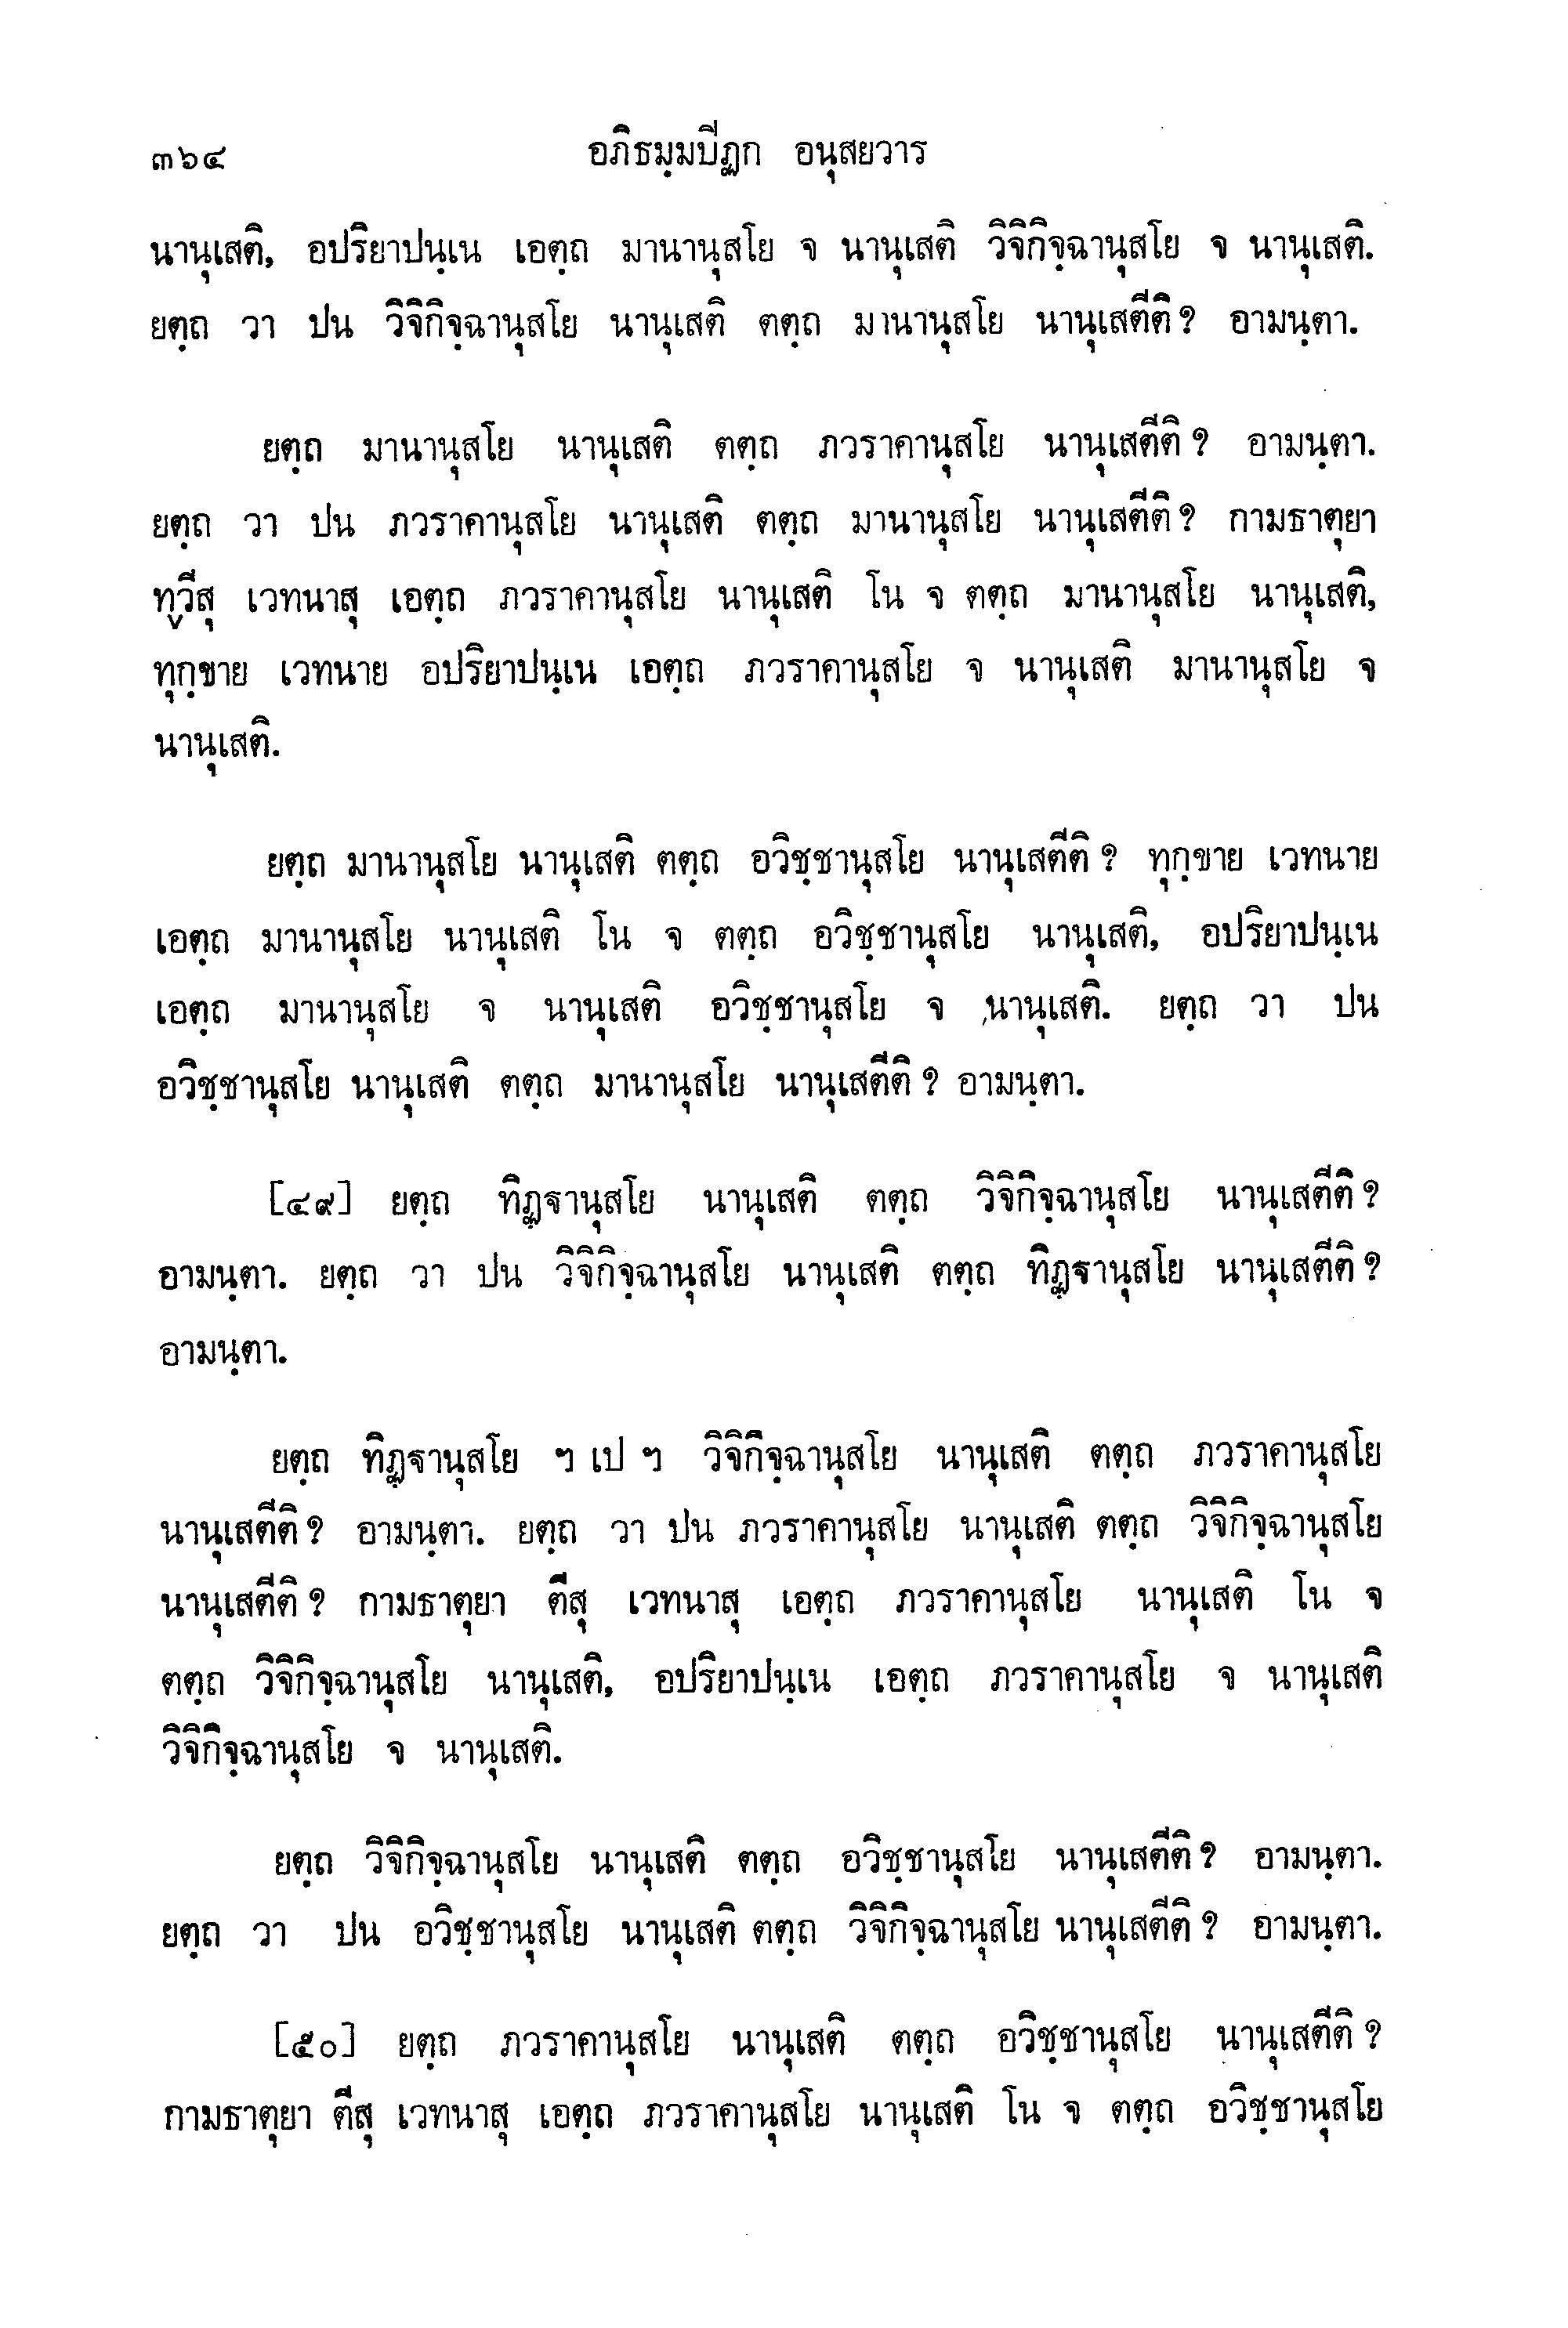 ๓๖๔ อภิธมฺมปีฏก อนุสยวาร
นานุเสติ, อปริยาปนฺเน เอตฺถ มานานุสโย จ นานุเสติ วิจิกิจฺฉานุสโย จ นานุเสติ.
ยตฺถ วา ปน วิจิกิจฺฉานุสโย นานุเสติ ตตฺถ มานานุสโย นานุเสตีติ? อามนฺตา.
ยตฺถ มานานุสโย นานุเสติ ตตฺถ ภวราคานุสโย นานุเสตีติ? อามนฺตา.
ยตฺถ วา ปน ภวราคานุสโย นานุเสติ ตตฺถ มานานุสโย นานุเสตีติ? กามธาตุยา
ทฺวีสุ เวทนาสุ เอตฺถ ภวราคานุสโย นานุเสติ โน จ ตตฺถ มานานุสโย นานุเสติ,
ทุกฺขาย เวทนาย อปริยาปนฺเน เอตฺถ ภวราคานุสโย จ นานุเสติ มานานุสโย จ
นานุเสติ.
ยตฺถ มานานุสโย นานุเสติ ตตฺถ อวิชฺชานุสโย นานุเสตีติ? ทุกฺขาย เวทนาย
เอตฺถ มานานุสโย นานุเสติ โน จ ตตฺถ อวิชฺชานุสโย นานุเสติ, อปริยาปนฺเน
เอตฺถ มานานุสโย จ นานุเสติ อวิชฺชานุสโย จ นานุเสติ. ยตฺถ วา ปน
อวิชฺชานุสโย นานุเสติ ตตฺถ มานานุสโย นานุเสตีติ? อามนฺตา.
[๔๙] ยตฺถ ทิฏฺฐานุสโย นานุเสติ ตตฺถ วิจิกิจฺฉานุสโย นานุเสตีติ?
อามนฺตา. ยตฺถ วา ปน วิจิกิจฺฉานุสโย นานุเสติ ตตฺถ ทิฏฺฐานุสโย นานุเสตีติ?
อามนฺตา.
ยตฺถ ทิฏฺฐานุสโย ฯ เป ฯ วิจิกิจฺฉานุสโย นานุเสติ ตตฺถ ภวราคานุสโย
นานุเสตีติ? อามนฺตา. ยตฺถ วา ปน ภวราคานุสโย นานุเสติ ตตฺถ วิจิกิจฺฉานุสโย
นานุเสตีติ? กามธาตุยา ตีสุ เวทนาสุ เอตฺถ ภวราคานุสโย นานุเสติ โน จ
ตตฺถ วิจิกิจฺฉานุสโย นานุเสติ, อปริยาปนฺเน เอตฺถ ภวราคานุสโย จ นานุเสติ
วิจิกิจฺฉานุสโย จ นานุเสติ.
ยตฺถ วิจิกิจฺฉานุสโย นานุเสติ ตตฺถ อวิชฺชานุสโย นานุเสตีติ? อามนฺตา.
ยตฺถ วา ปน อวิชฺชานุสโย นานุเสติ ตตฺถ วิจิกิจฺฉานุสโย นานุเสตีติ? อามนฺตา.
[๕๐] ยตฺถ ภวราคานุสโย นานุเสติ ตตฺถ อวิชฺชานุสโย นานุเสตีติ?
กามธาตุยา ตีสุ เวทนาสุ เอตฺถ ภวราคานุสโย นานุเสติ โน จ ตตฺถ อวิชฺชานุสโย